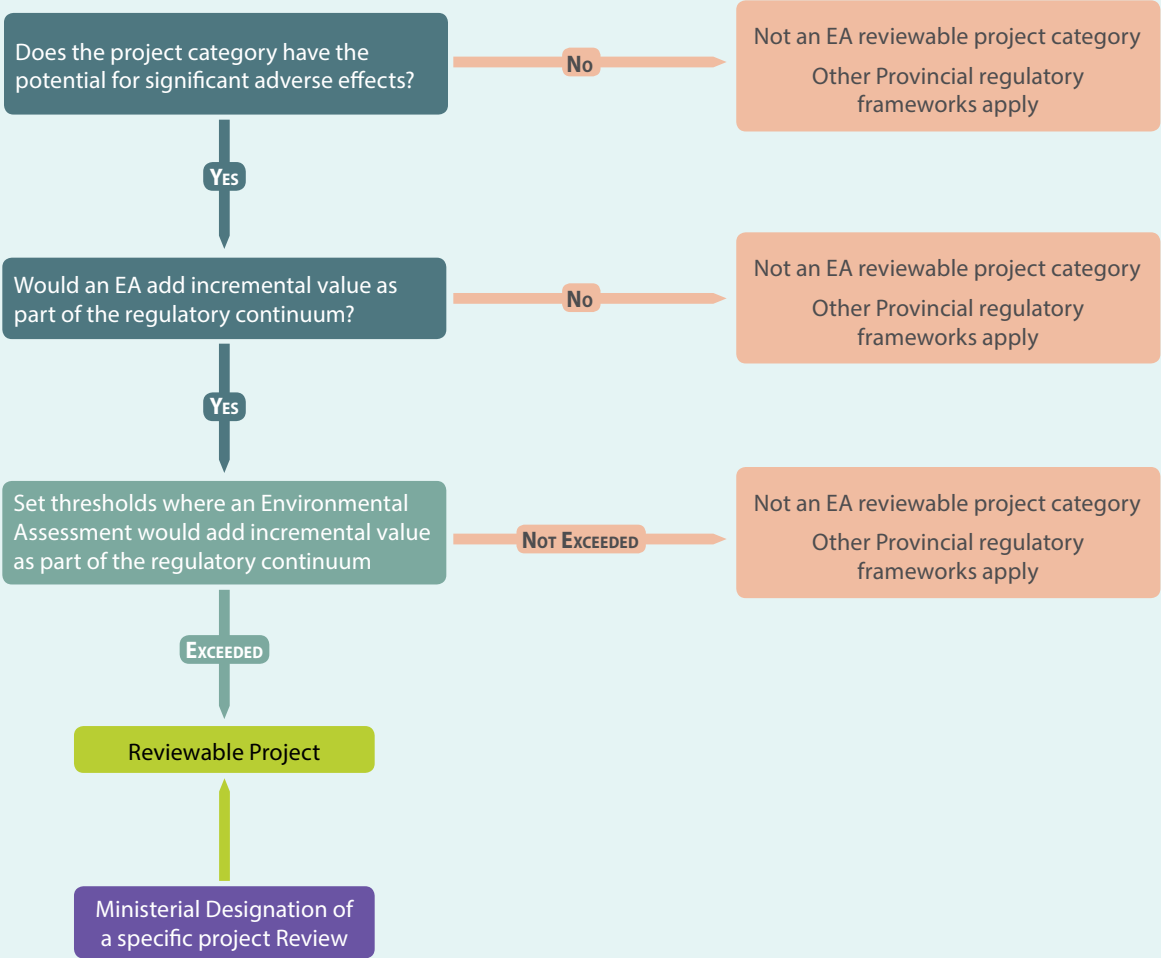 Does the project category have the
potential for significant adverse effects?
No
Not an EA reviewable project category
Other Provincial regulatory
frameworks apply
Yes
Would an EA add incremental value as
part of the regulatory continuum?
No
Not an EA reviewable project category
Other Provincial regulatory
frameworks apply
Yes
Set thresholds where an Environmental
Assessment would add incremental value
as part of the regulatory continuum
Not Exceeded
Not an EA reviewable project category
Other Provincial regulatory
frameworks apply
Exceeded
Reviewable Project
Ministerial Designation of
a specific project Review